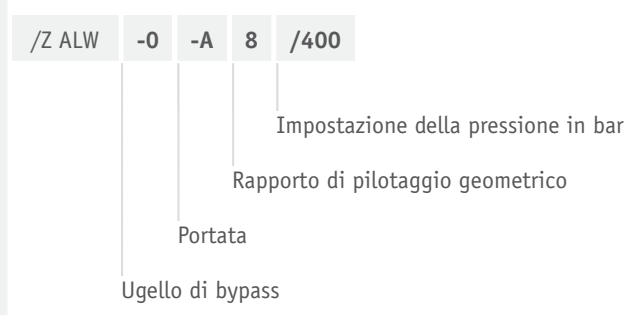 /Z ALW -0 -A 8 /400
Impostazione della pressione in bar
Rapporto di pilotaggio geometrico
Portata
Ugello di bypass